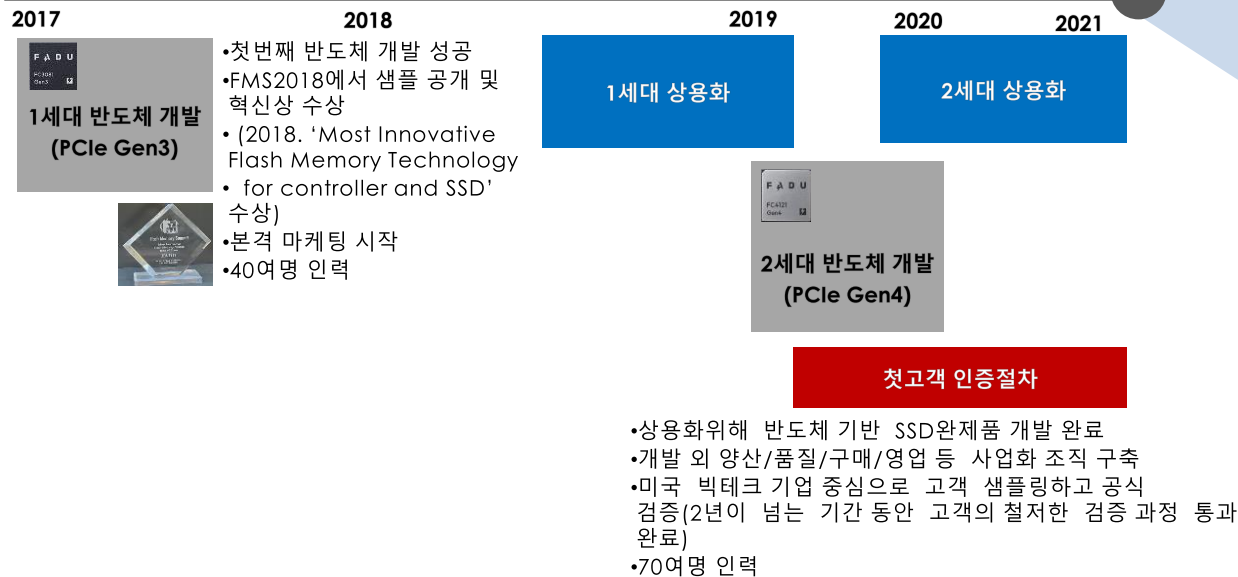 2017
2018
2019
2020
2021
FADU
FC3081
Gen3
1세대 반도체 개발
(PCIe Gen3)
•첫번째 반도체 개발 성공
•FMS2018에서 샘플 공개 및
혁신상 수상
• (2018. ‘Most Innovative
Flash Memory Technology
• for controller and SSD’
수상)
•본격 마케팅 시작
•40여명 인력
Flash Memory Summit
1세대 상용화
2세대 상용화
FADU
FC4121
Gen4
2세대 반도체 개발
(PCIe Gen4)
첫고객 인증절차
•상용화위해 반도체 기반 SSD완제품 개발 완료
•개발 외 양산/품질/구매/영업 등 사업화 조직 구축
•미국 빅테크 기업 중심으로 고객 샘플링하고 공식
검증(2년이 넘는 기간 동안 고객의 철저한 검증 과정 통과
완료)
•70여명 인력